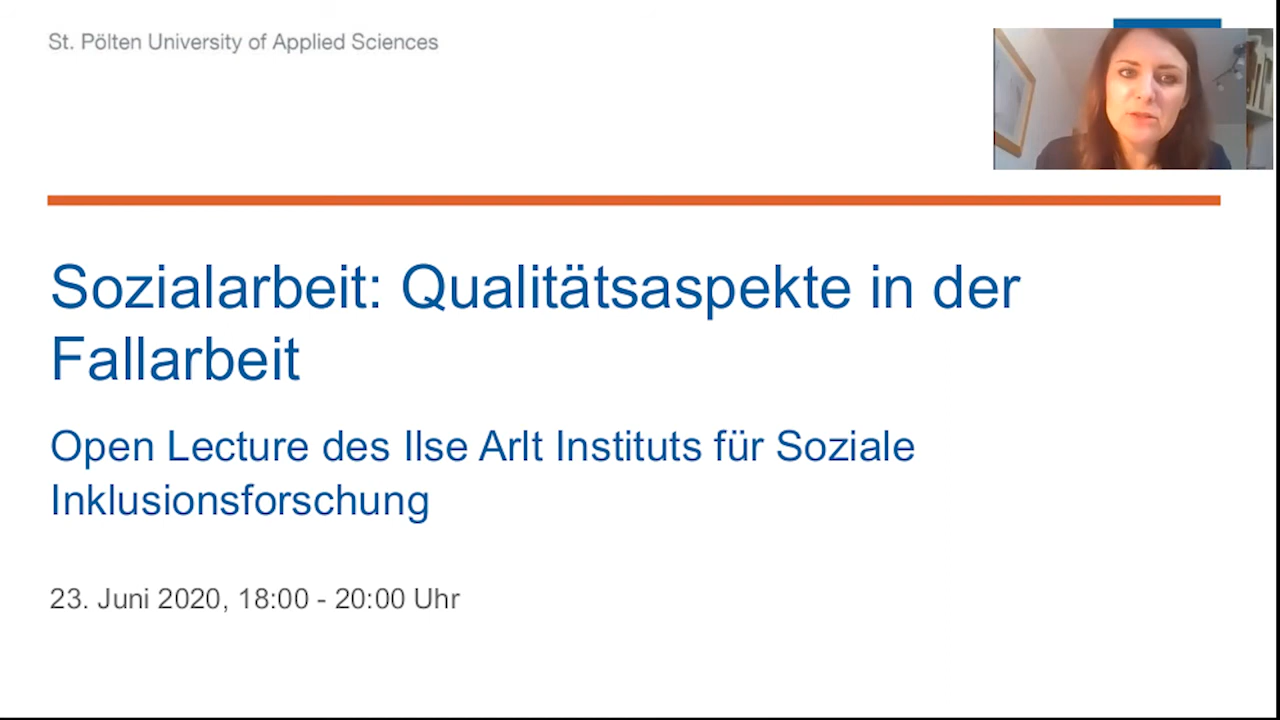 St. Pölten University of Applied Sciences
Sozialarbeit: Qualitätsaspekte in der
Fallarbeit
Open Lecture des Ilse Arlt Instituts für Soziale
Inklusionsforschung
23. Juni 2020, 18:00 - 20:00 Uhr